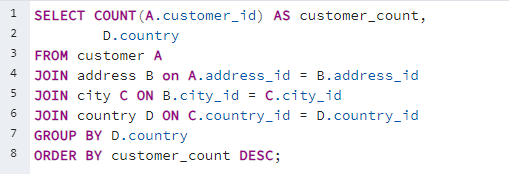 1 SELECT COUNT(A.customer_id) AS customer_count,
2 D.country
3 FROM customer A
4 JOIN address B on A.address_id = B.address_id
5 JOIN city C ON B.city_id = C.city_id
6 JOIN country D ON C.country_id = D.country_id
7 GROUP BY D.country
8 ORDER BY customer_count DESC;